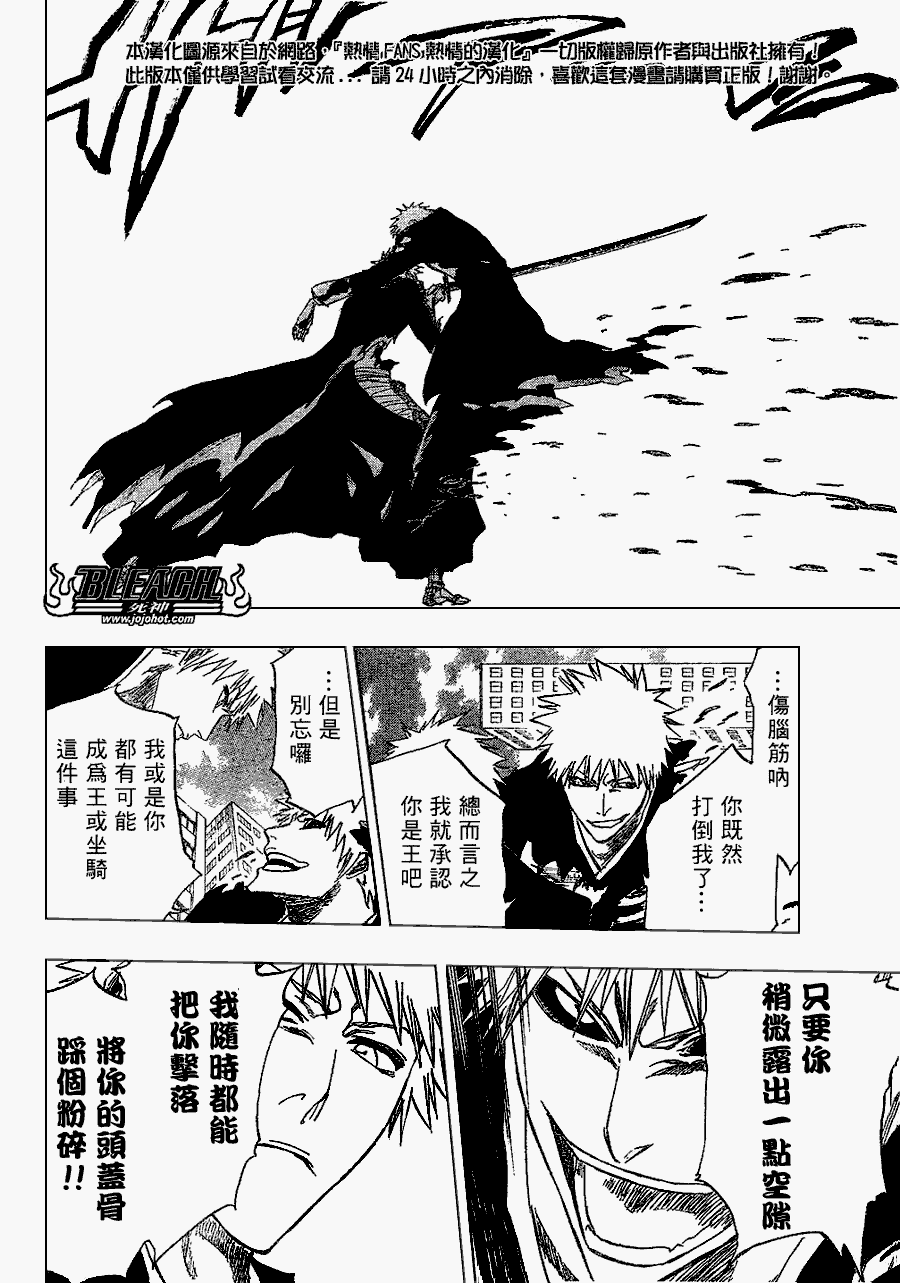 本漢化圖源來自於網路，『熱情FANS熱情的漢化』一切版權歸原作者與出版社擁有！
此版本僅供學習試看交流... 請24小時之內消除，喜歡這套漫畫請購買正版！謝謝。
BLEACH
死神
www.jojohot.com
…傷腦筋吶
你既然
打倒我了…
總而言之
我就承認
你是王吧
…但是
別忘囉
我或是你
都有可能
成爲王或坐騎
這件事
只要你
稍微露出一點空隙
我隨時都能
把你擊落
將你的頭蓋骨
踩個粉碎!!